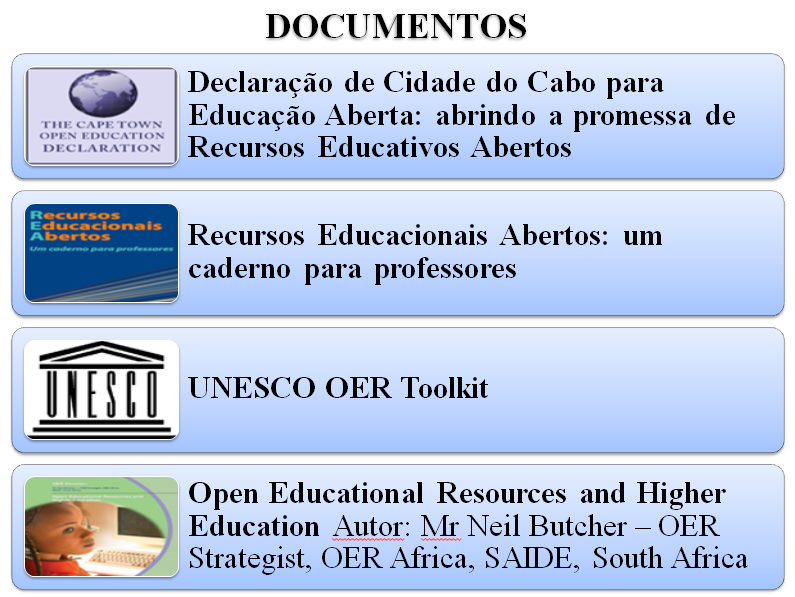 DOCUMENTOS
THE CAPE TOWN
OPEN EDUCATION
DECLARATION
Declaração de Cidade do Cabo para
Educação Aberta: abrindo a promessa de
Recursos Educativos Abertos
Recursos
Educacionais
Abertos
Um caderno para professores
Recursos Educacionais Abertos: um
caderno para professores
UNESCO
UNESCO OER Toolkit
Open Educational Resources and Higher
Education Autor: Mr Neil Butcher – OER
Strategist, OER Africa, SAIDE, South Africa